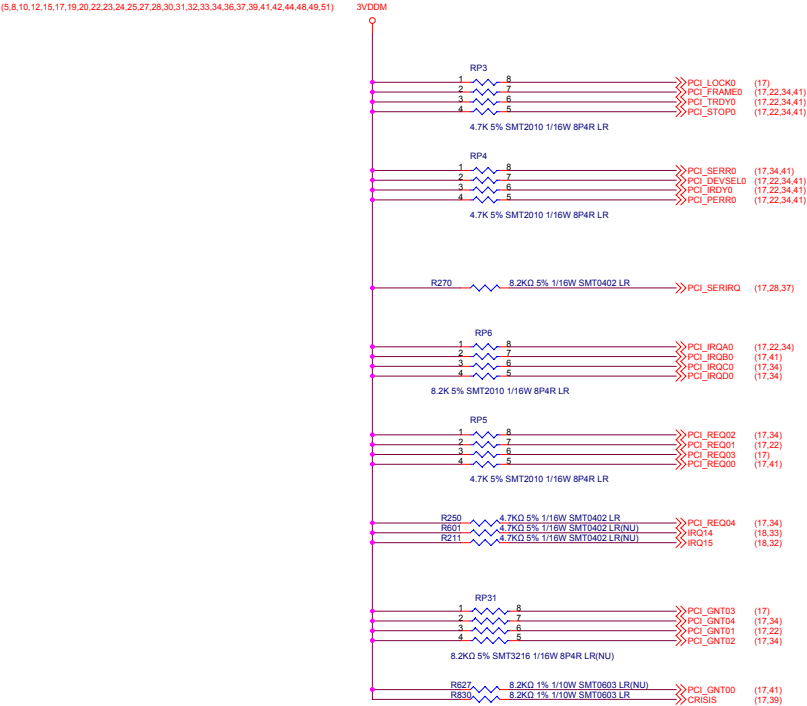 (5,8,10,12,15,17,19,20,22,23,24,25,27,28,30,31,32,33,34,36,37,39,41,42,44,48,49,51) 3VDDM
RP3
1 8 PCI_LOCK0 (17)
2 7 PCI_FRAME0 (17,22,34,41)
3 6 PCI_TRDY0 (17,22,34,41)
4 5 PCI_STOP0 (17,22,34,41)
4.7K 5% SMT2010 1/16W 8P4R LR
RP4
1 8 PCI_SERR0 (17,34,41)
2 7 PCI_DEVSEL0 (17,22,34,41)
3 6 PCI_IRDY0 (17,22,34,41)
4 5 PCI_PERR0 (17,22,34,41)
4.7K 5% SMT2010 1/16W 8P4R LR
R270 8.2KΩ 5% 1/16W SMT0402 LR PCI_SERIRQ (17,28,37)
RP6
1 8 PCI_IRQA0 (17,22,34)
2 7 PCI_IRQB0 (17,41)
3 6 PCI_IRQC0 (17,34)
4 5 PCI_IRQD0 (17,34)
8.2K 5% SMT2010 1/16W 8P4R LR
RP5
1 8 PCI_REQ02 (17,34)
2 7 PCI_REQ01 (17,22)
3 6 PCI_REQ03 (17)
4 5 PCI_REQ00 (17,41)
4.7K 5% SMT2010 1/16W 8P4R LR
R250 4.7KΩ 5% 1/16W SMT0402 LR PCI_REQ04 (17,34)
R601 4.7KΩ 5% 1/16W SMT0402 LR(NU) IRQ14 (18,33)
R211 4.7KΩ 5% 1/16W SMT0402 LR(NU) IRQ15 (18,32)
RP31
1 8 PCI_GNT03 (17)
2 7 PCI_GNT04 (17,34)
3 6 PCI_GNT01 (17,22)
4 5 PCI_GNT02 (17,34)
8.2KΩ 5% SMT3216 1/16W 8P4R LR(NU)
R627 8.2KΩ 1% 1/10W SMT0603 LR(NU) PCI_GNT00 (17,41)
R830 8.2KΩ 1% 1/10W SMT0603 LR CRISIS (17,39)